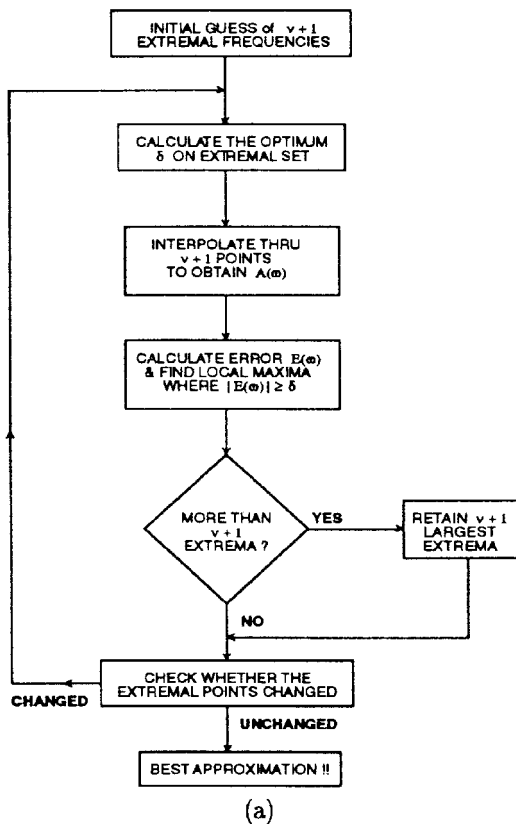 INITIAL GUESS of ν + 1
EXTREMAL FREQUENCIES
CALCULATE THE OPTIMUM
δ ON EXTREMAL SET
INTERPOLATE THRU
ν + 1 POINTS
TO OBTAIN A(ω)
CALCULATE ERROR E(ω)
& FIND LOCAL MAXIMA
WHERE |E(ω)| ≥ δ
MORE THAN
ν + 1
EXTREMA ?
YES
RETAIN ν + 1
LARGEST
EXTREMA
NO
CHECK WHETHER THE
EXTREMAL POINTS CHANGED
CHANGED
UNCHANGED
BEST APPROXIMATION !!
(a)